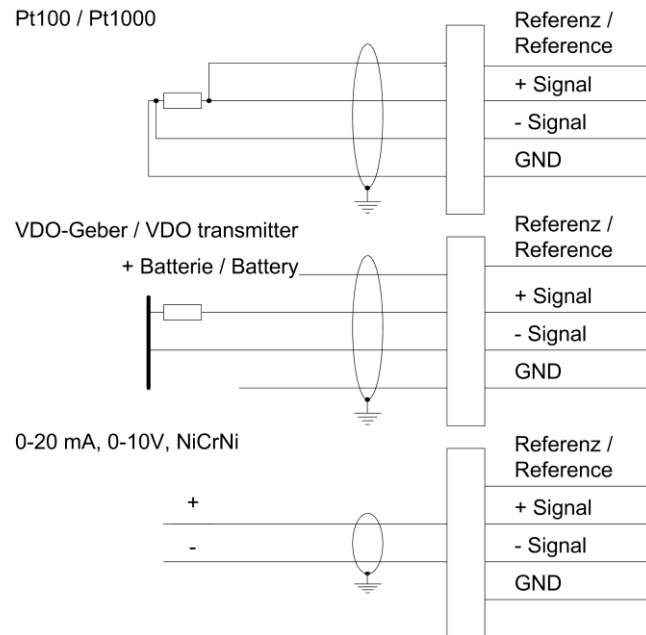 Pt100 / Pt1000
Referenz /
Reference
+ Signal
- Signal
GND
VDO-Geber / VDO transmitter
+ Batterie / Battery
Referenz /
Reference
+ Signal
- Signal
GND
0-20 mA, 0-10V, NiCrNi
+
-
Referenz /
Reference
+ Signal
- Signal
GND